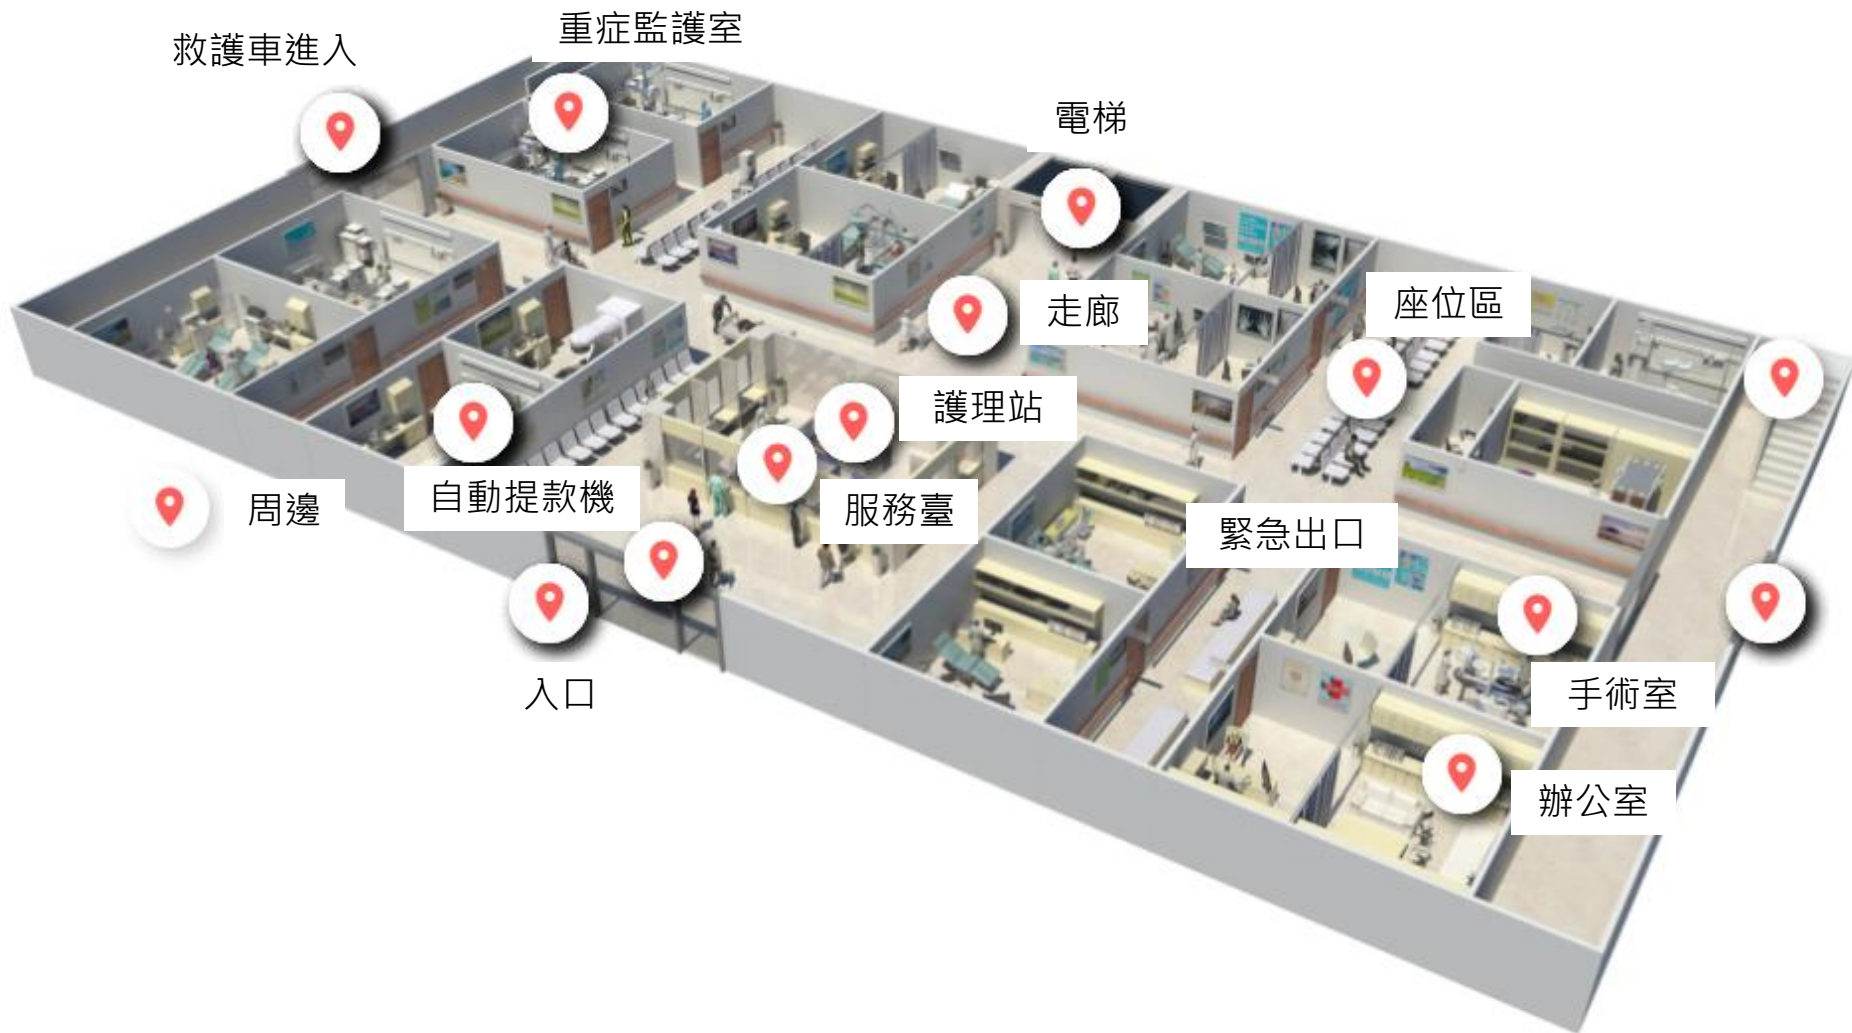 重症監護室
救護車進入
電梯
座位區
走廊
護理站
自動提款機
服務臺
周邊
緊急出口
入口
手術室
辦公室